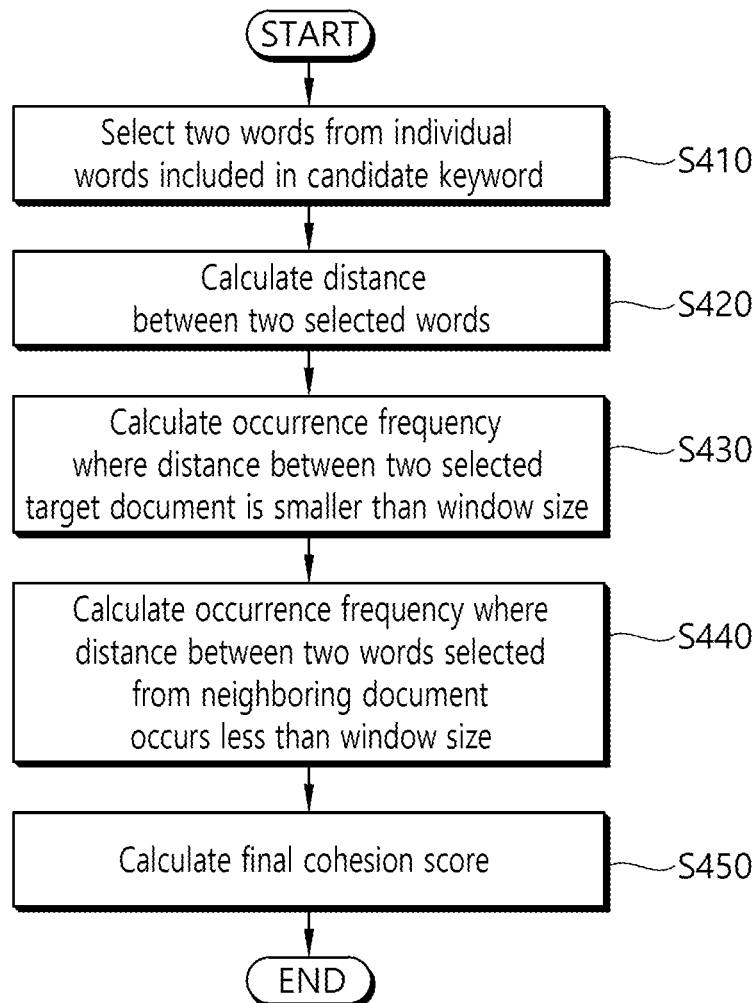 START
Select two words from individual
words included in candidate keyword
S410
Calculate distance
between two selected words
S420
Calculate occurrence frequency
where distance between two selected
target document is smaller than window size
S430
Calculate occurrence frequency where
distance between two words selected
from neighboring document
occurs less than window size
S440
Calculate final cohesion score
S450
END